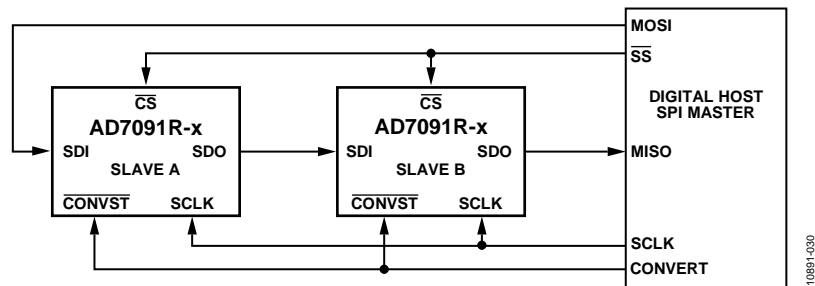 MOSI
SS
DIGITAL HOST
SPI MASTER
CS
CS
AD7091R-x
AD7091R-x
SDI
SDO
SDI
SDO
MISO
SLAVE A
SLAVE B
CONVST
SCLK
CONVST
SCLK
SCLK
CONVERT
10891-030